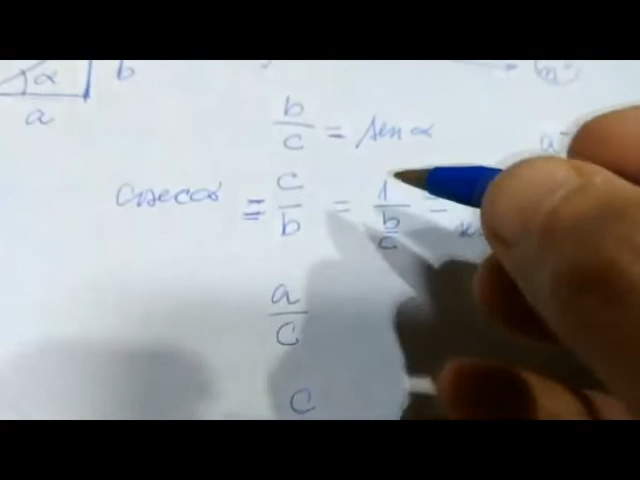 α b
a
b/c = sen α
cosec α = c/b = 1/(b/c) =
a/c
c